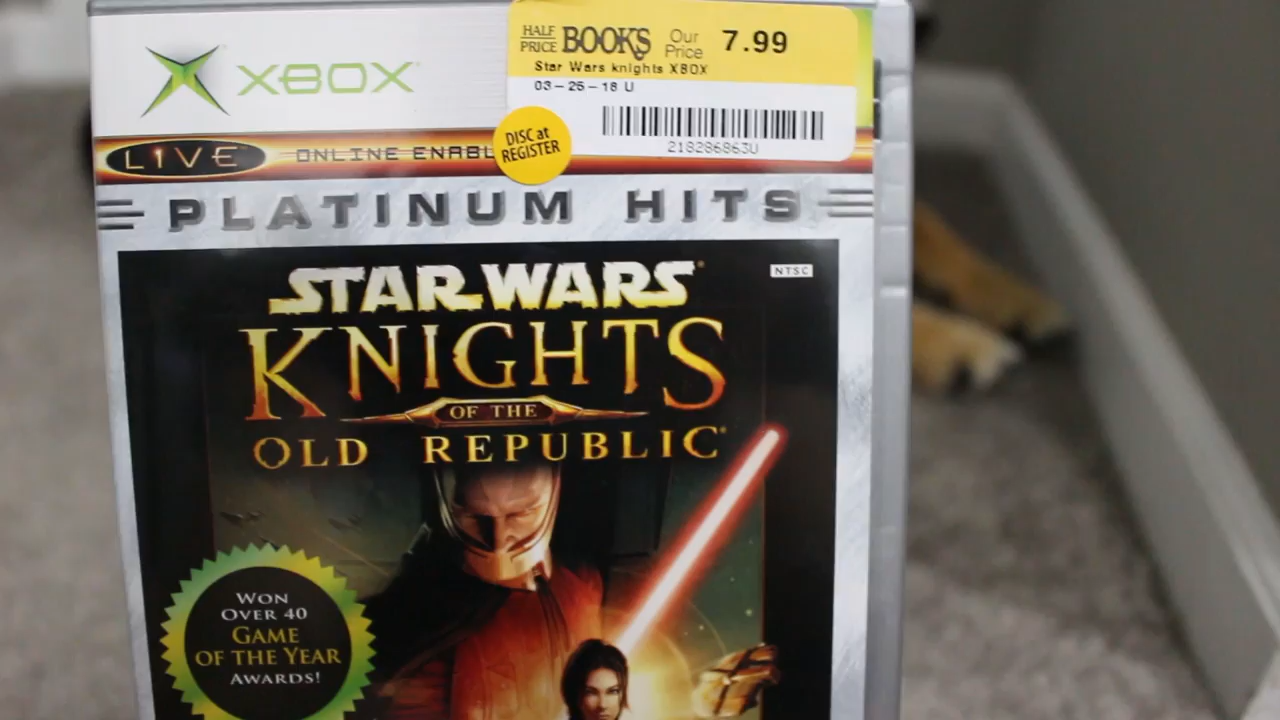 HALF PRICE BOOKS Our Price 7.99
Star Wars knights XBOX
03-26-18 U
218286863U
XBOX
DISC at
REGISTER
LIVE ONLINE ENABL
PLATINUM HITS
NTSC
STAR WARS
KNIGHTS
OF THE
OLD REPUBLIC
WON
OVER 40
GAME
OF THE YEAR
AWARDS!